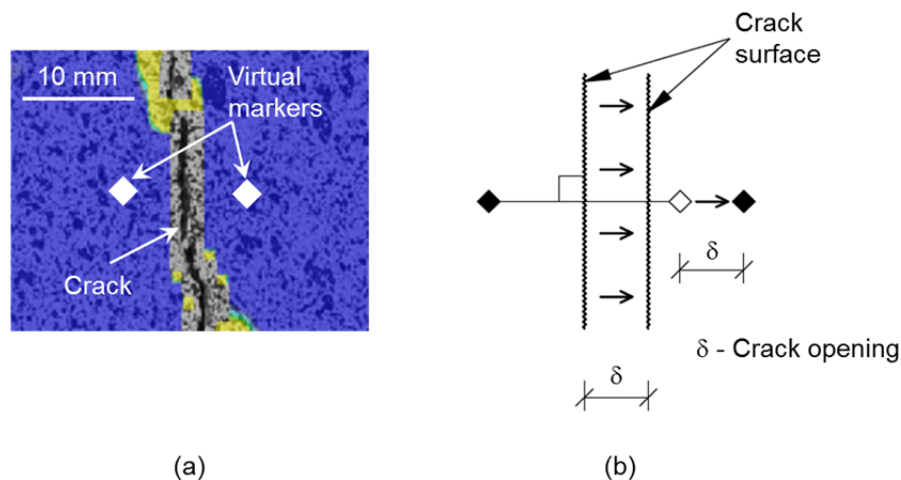 10 mm
Virtual
markers
Crack
(a)
Crack
surface
δ
δ - Crack opening
δ
(b)